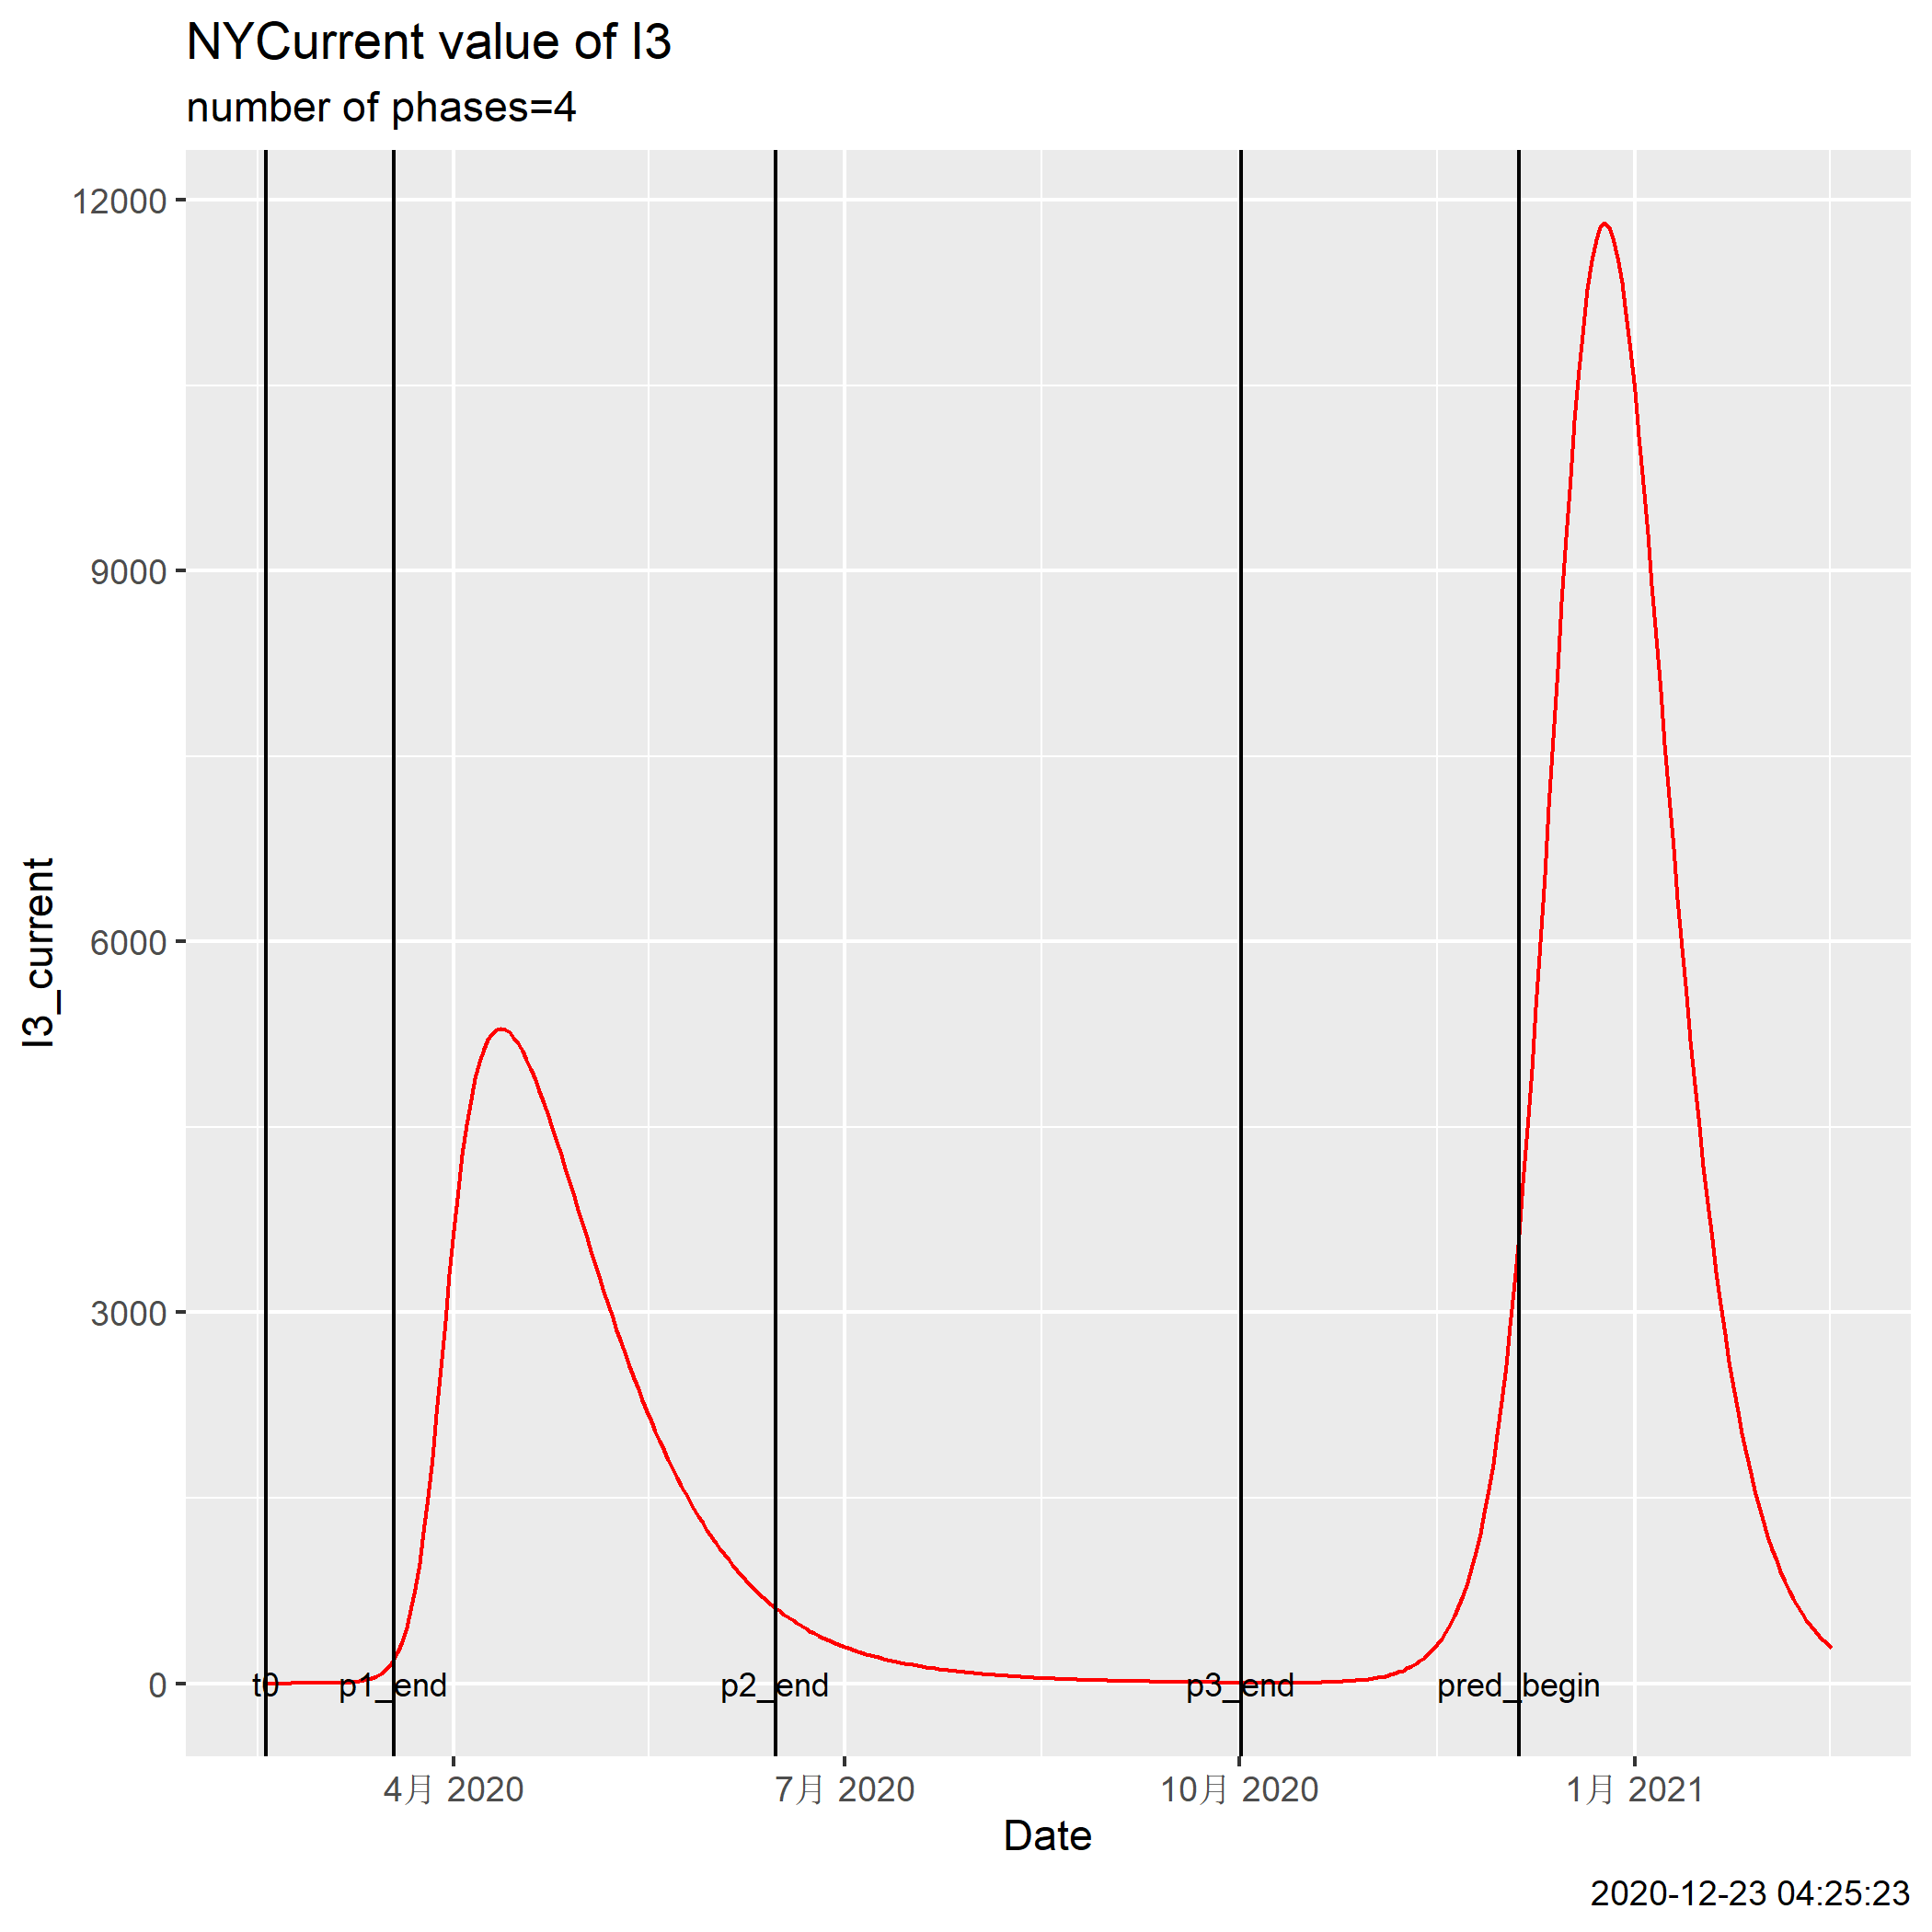 NYCurrent value of I3
number of phases=4
12000
9000
6000
3000
0
I3_current
t0 p1_end p2_end p3_end pred_begin
4月 2020 7月 2020 10月 2020 1月 2021
Date
2020-12-23 04:25:23